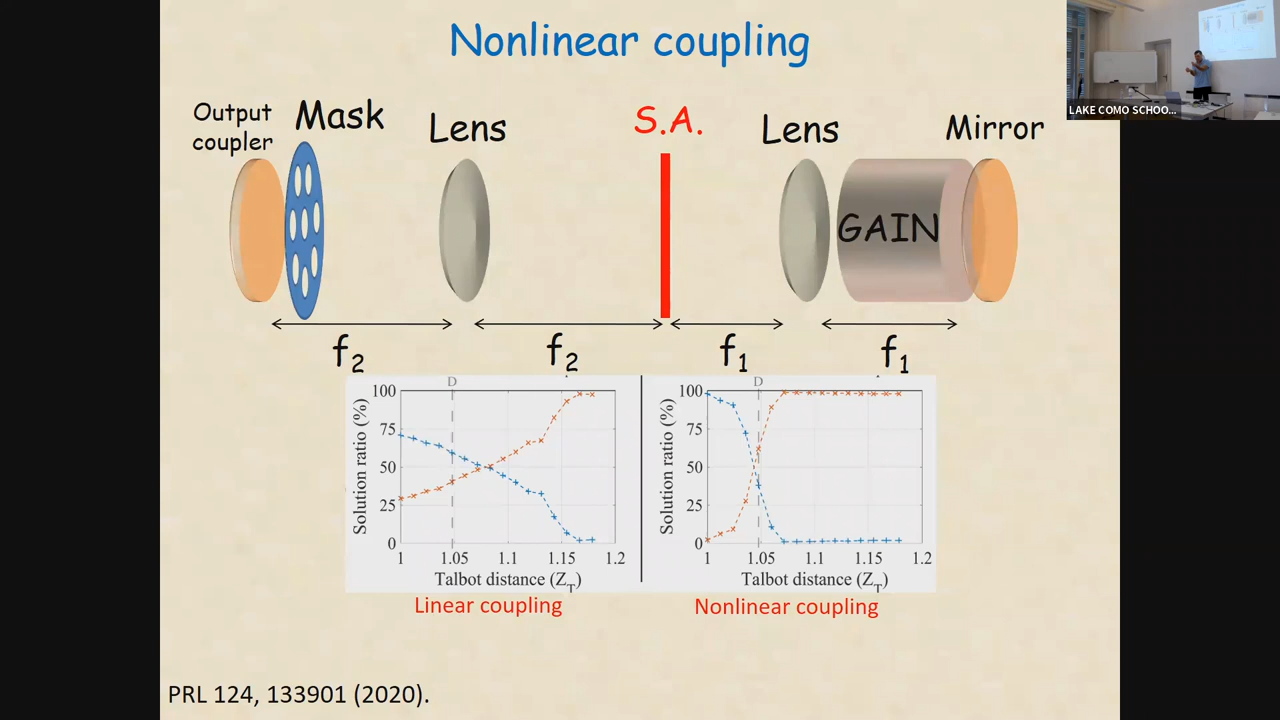 Nonlinear coupling
LAKE COMO SCHOO...
Output
coupler
Mask
Lens
S.A.
Lens
Mirror
GAIN
f2
f2
f1
f1
D
100
75
50
25
0
Solution ratio (%)
1 1.05 1.1 1.15 1.2
Talbot distance (ZT)
Linear coupling
D
100
75
50
25
0
Solution ratio (%)
1 1.05 1.1 1.15 1.2
Talbot distance (ZT)
Nonlinear coupling
PRL 124, 133901 (2020).